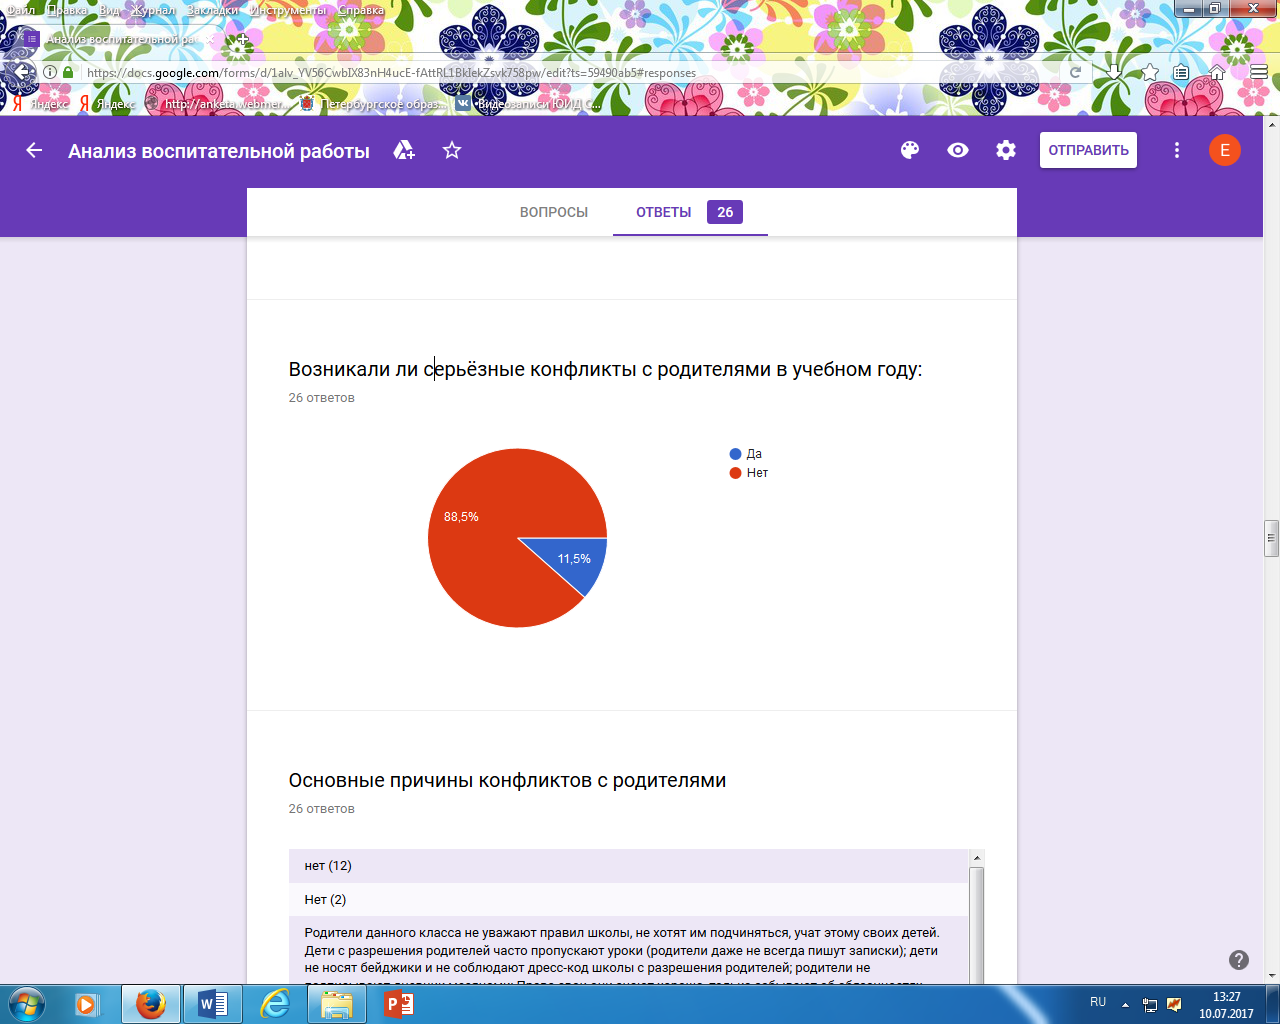 Файл Правка Вид Журнал Закладки Инструменты Справка
Анализ воспитательной ра
https://docs.google.com/forms/d/1alv_YV56CwbIX83nH4ucE-fAttRL1BkIekZsvk758pw/edit?ts=59490ab5#responses
Яндекс Яндекс http://anketa.webmer... Петербургское образ... Видеозаписи ЮИД С...
Анализ воспитательной работы
ОТПРАВИТЬ
E
ВОПРОСЫ ОТВЕТЫ 26
Возникали ли серьёзные конфликты с родителями в учебном году:
26 ответов
Да
Нет
88,5%
11,5%
Основные причины конфликтов с родителями
26 ответов
нет (12)
Нет (2)
Родители данного класса не уважают правил школы, не хотят им подчиняться, учат этому своих детей.
Дети с разрешения родителей часто пропускают уроки (родители даже не всегда пишут записки); дети
не носят бейджики и не соблюдают дресс-код школы с разрешения родителей; родители не
RU
13:27
10.07.2017